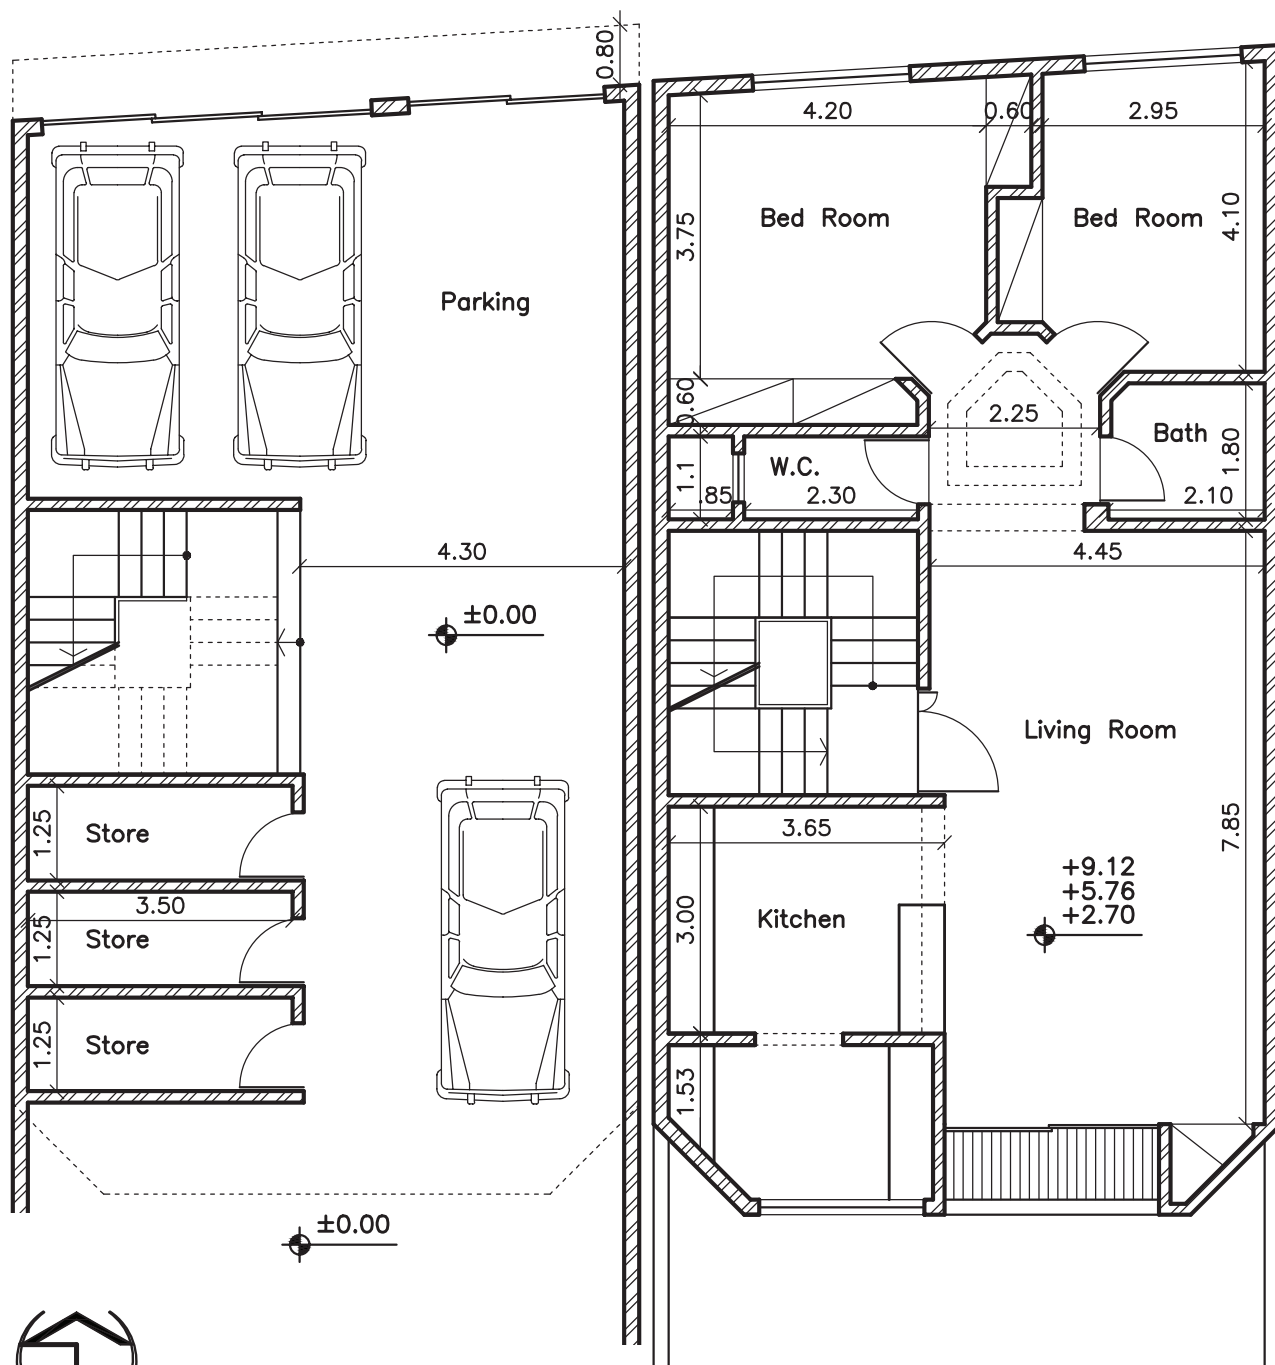 0.80
Parking
4.30
±0.00
1.25
Store
3.50
1.25
Store
1.25
Store
±0.00
4.20
0.60
2.95
Bed Room
Bed Room
3.75
4.10
0.60
2.25
Bath
1.80
W.C.
1.1
.85
2.30
2.10
4.45
Living Room
7.85
3.65
+9.12
+5.76
+2.70
Kitchen
3.00
1.53